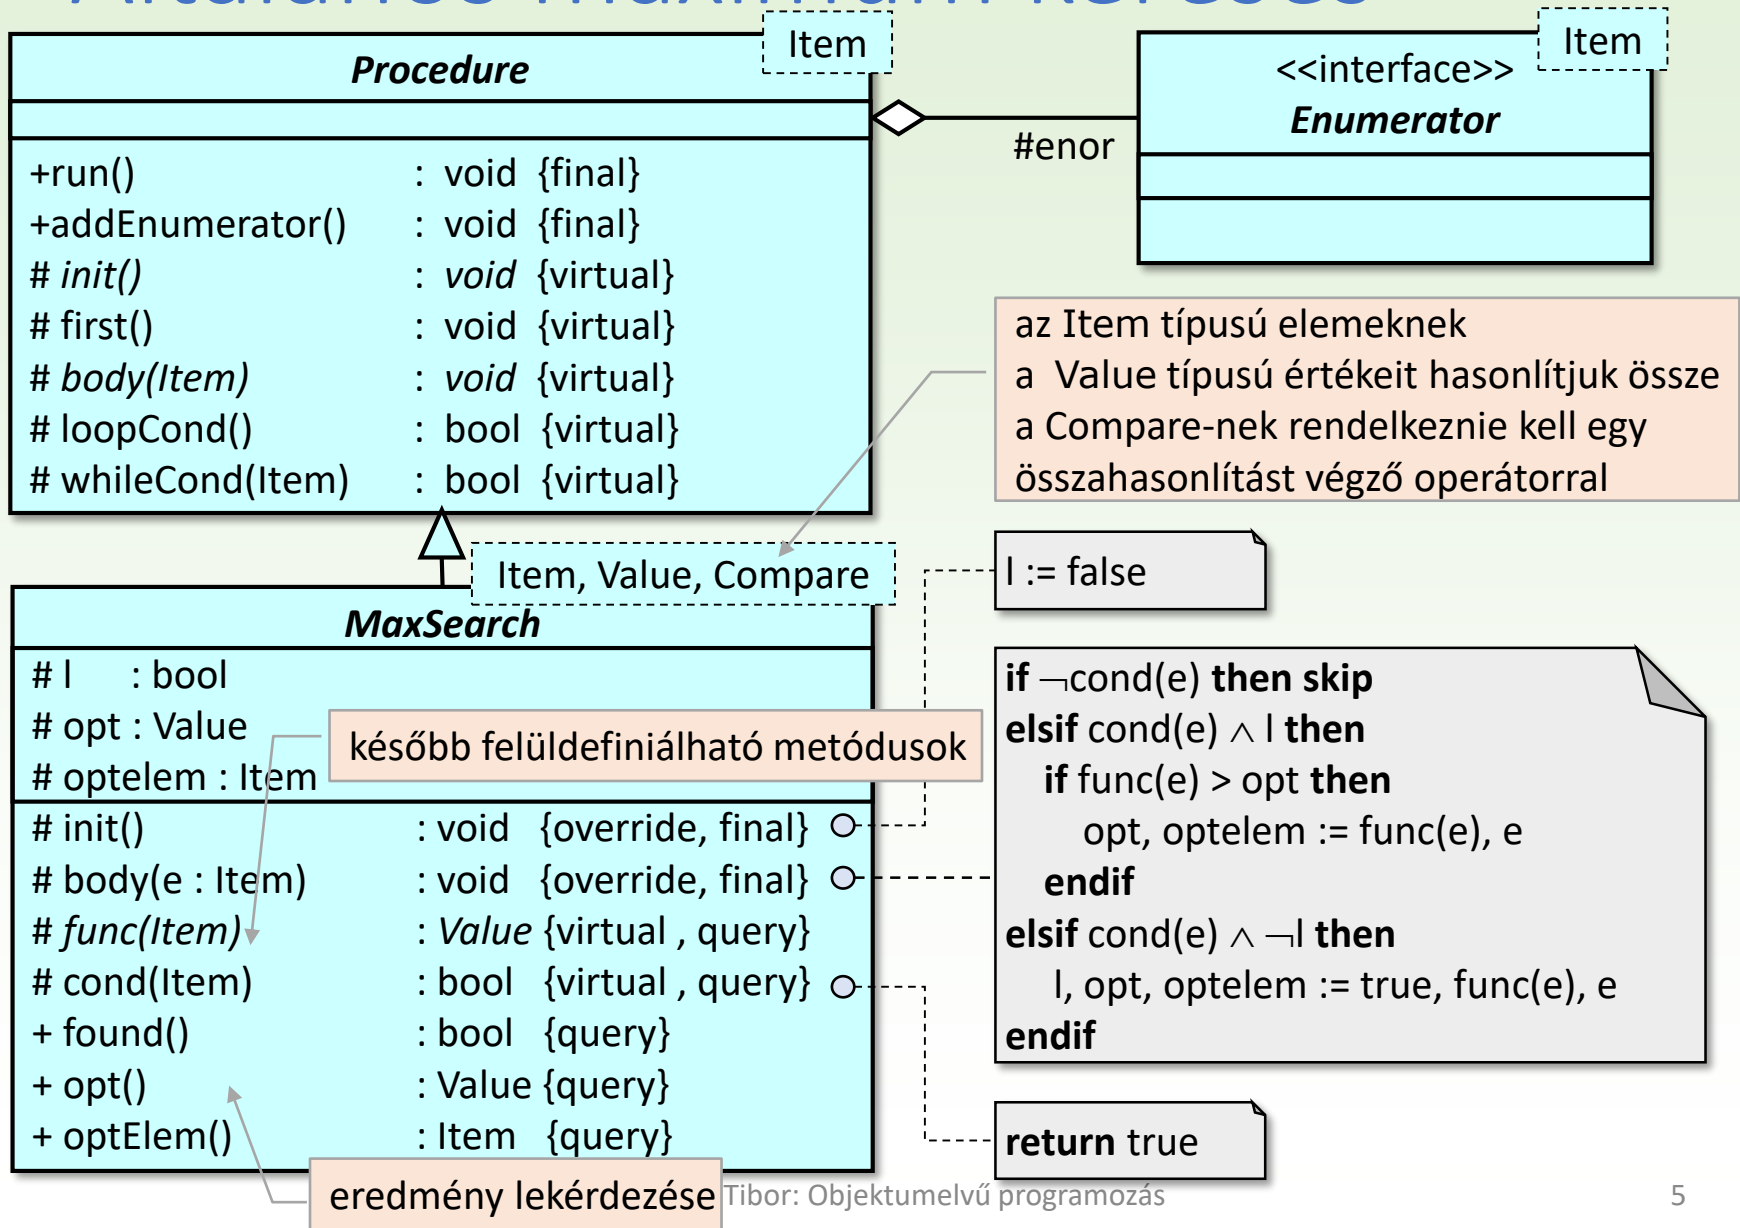 Általános maximum keresés
Item
Procedure
+run() : void {final}
+addEnumerator() : void {final}
# init() : void {virtual}
# first() : void {virtual}
# body(Item) : void {virtual}
# loopCond() : bool {virtual}
# whileCond(Item) : bool {virtual}
#enor
Item
<<interface>>
Enumerator
az Item típusú elemeknek
a Value típusú értékeit hasonlítjuk össze
a Compare-nek rendelkeznie kell egy
összahasonlítást végző operátorral
Item, Value, Compare
MaxSearch
# l : bool
# opt : Value
# optelem : Item
később felüldefiniálható metódusok
# init() : void {override, final}
# body(e : Item) : void {override, final}
# func(Item) : Value {virtual , query}
# cond(Item) : bool {virtual , query}
+ found() : bool {query}
+ opt() : Value {query}
+ optElem() : Item {query}
l := false
if ¬cond(e) then skip
elsif cond(e) ∧ l then
if func(e) > opt then
opt, optelem := func(e), e
endif
elsif cond(e) ∧ ¬l then
l, opt, optelem := true, func(e), e
endif
return true
eredmény lekérdezése
Tibor: Objektumelvű programozás
5